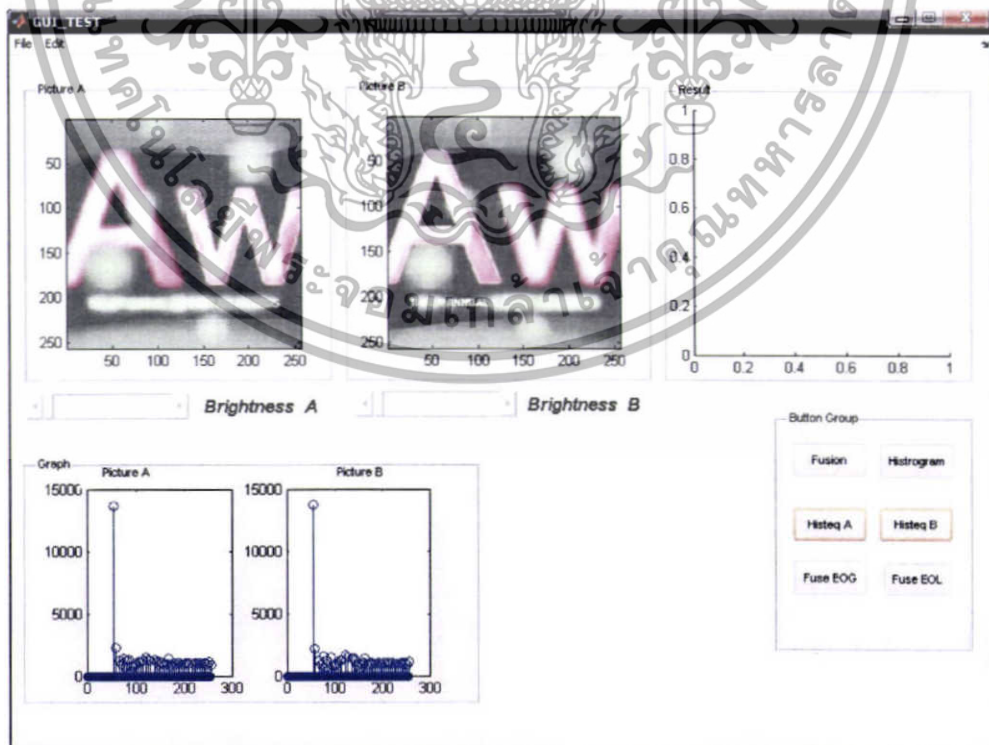 GUI_TEST
File Edit
Picture A
Picture B
Result
AW
AW
50
100
150
200
250
50 100 150 200 250
50
100
150
200
250
50 100 150 200 250
1
0.8
0.6
0.4
0.2
0
0 0.2 0.4 0.6 0.8 1
Brightness A
Brightness B
Button Group
Fusion
Histrogram
Histeq A
Histeq B
Fuse EOG
Fuse EOL
Graph
Picture A
Picture B
15000
10000
5000
0
0 100 200 300
15000
10000
5000
0
0 100 200 300